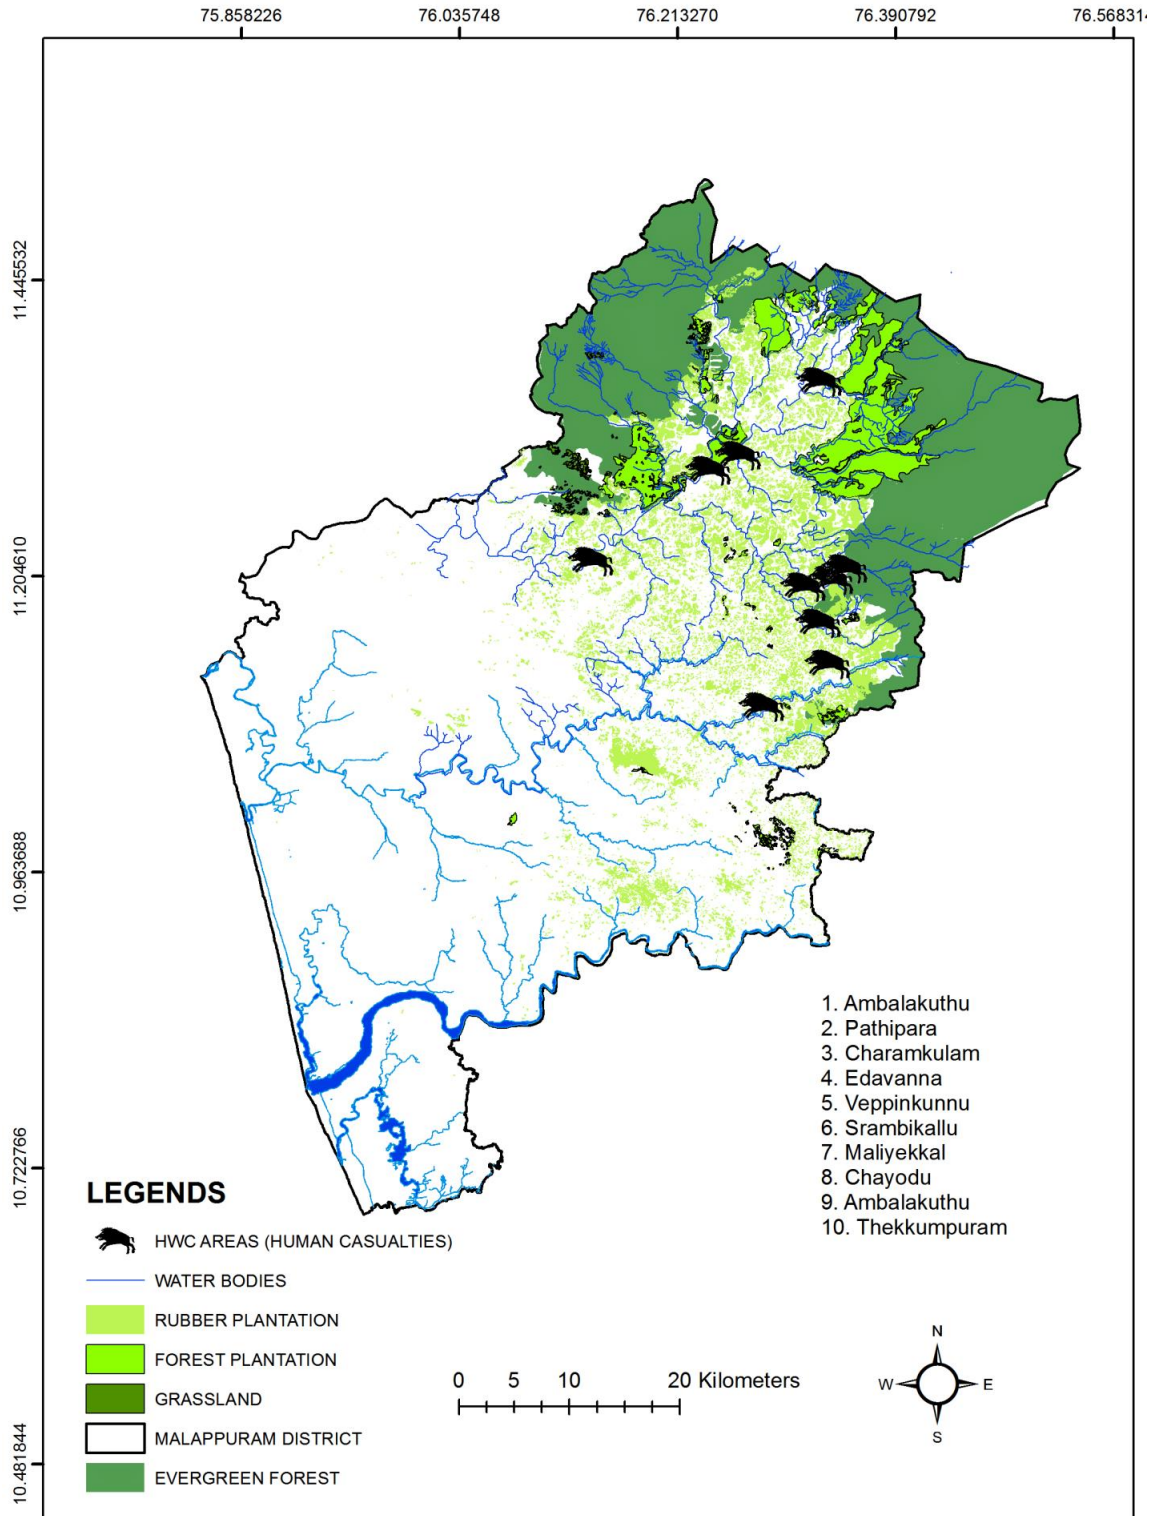 75.858226 76.035748 76.213270 76.390792 76.568314
11.445532
11.204610
10.963688
10.722766
10.481844
1. Ambalakuthu
2. Pathipara
3. Charamkulam
4. Edavanna
5. Veppinkunnu
6. Srambikallu
7. Maliyekkal
8. Chayodu
9. Ambalakuthu
10. Thekkumpuram
LEGENDS
HWC AREAS (HUMAN CASUALTIES)
WATER BODIES
RUBBER PLANTATION
FOREST PLANTATION
GRASSLAND
MALAPPURAM DISTRICT
EVERGREEN FOREST
0 5 10 20 Kilometers
N
W E
S